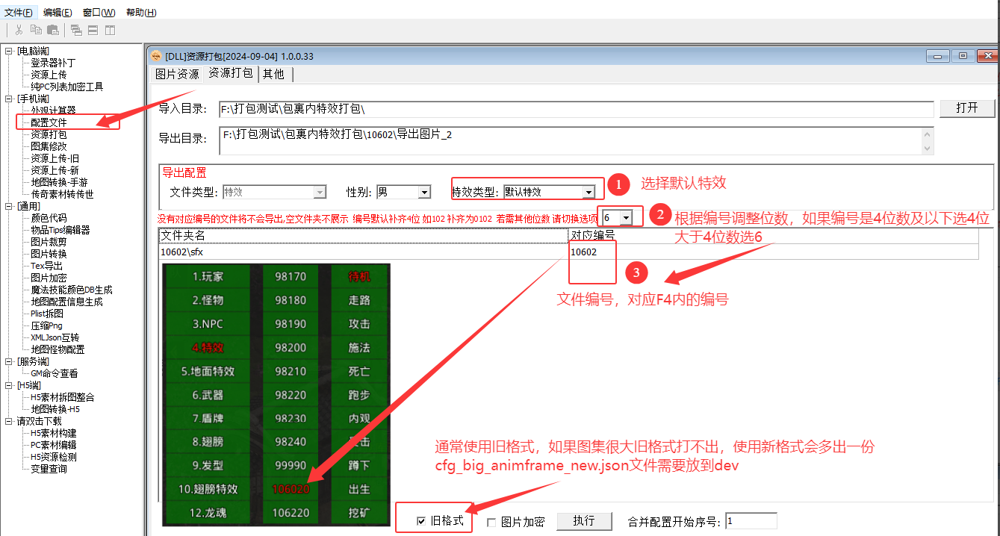 文件(F) 编辑(E) 窗口(W) 帮助(H)
[电脑端]
登录器补丁
资源上传
纯PC列表加密工具
[手机端]
外观计算器
配置文件
资源打包
图集修改
资源上传-旧
资源上传-新
地图转换-手游
传奇素材转传世
[通用]
颜色代码
物品Tips编辑器
图片裁剪
图片转换
Tex导出
图片加密
魔法技能颜色DB生成
地图配置信息生成
Plist拆图
压缩Png
XMLJson互转
地图怪物配置
[服务端]
GM命令查看
[H5端]
H5素材拆图整合
地图转换-H5
请双击下载
H5素材构建
PC素材编辑
H5资源检测
变量查询
[DLL]资源打包[2024-09-04] 1.0.0.33
图片资源 资源打包 其他
导入目录: F:\打包测试\包裹内特效打包\ 打开
导出目录: F:\打包测试\包裹内特效打包\10602\导出图片_2
导出配置
文件类型: 特效 性别: 男 特效类型: 默认特效 1 选择默认特效
没有对应编号的文件将不会导出,空文件夹不展示 编号默认补齐4位 如102 补齐为0102 若需其他位数 请切换选项 6 2 根据编号调整位数，如果编号是4位数及以下选4位
大于4位数选6
文件夹名 对应编号
10602\sfx 10602
3
文件编号，对应F4内的编号
1.玩家 98170 待机
2.怪物 98180 走路
3.NPC 98190 攻击
4.特效 98200 施法
5.地面特效 98210 死亡
6.武器 98220 跑步
7.盾牌 98230 内观
8.翅膀 98240 击
9.发型 99990 蹲下
10.翅膀特效 106020 出生
12.龙魂 106220 挖矿
通常使用旧格式，如果图集很大旧格式打不出，使用新格式会多出一份
cfg_big_animframe_new.json文件需要放到dev
旧格式 图片加密 执行 合并配置开始序号: 1